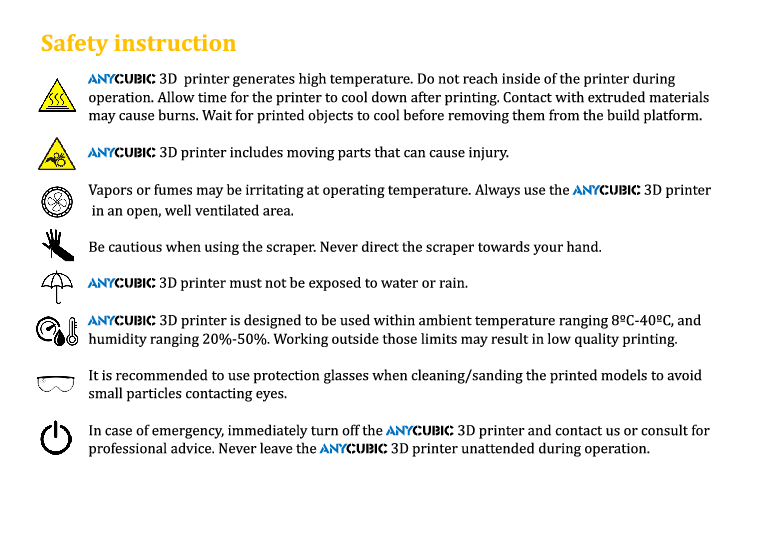 Safety instruction
ANYCUBIC 3D printer generates high temperature. Do not reach inside of the printer during
operation. Allow time for the printer to cool down after printing. Contact with extruded materials
may cause burns. Wait for printed objects to cool before removing them from the build platform.
ANYCUBIC 3D printer includes moving parts that can cause injury.
Vapors or fumes may be irritating at operating temperature. Always use the ANYCUBIC 3D printer
in an open, well ventilated area.
Be cautious when using the scraper. Never direct the scraper towards your hand.
ANYCUBIC 3D printer must not be exposed to water or rain.
ANYCUBIC 3D printer is designed to be used within ambient temperature ranging 8ºC-40ºC, and
humidity ranging 20%-50%. Working outside those limits may result in low quality printing.
It is recommended to use protection glasses when cleaning/sanding the printed models to avoid
small particles contacting eyes.
In case of emergency, immediately turn off the ANYCUBIC 3D printer and contact us or consult for
professional advice. Never leave the ANYCUBIC 3D printer unattended during operation.